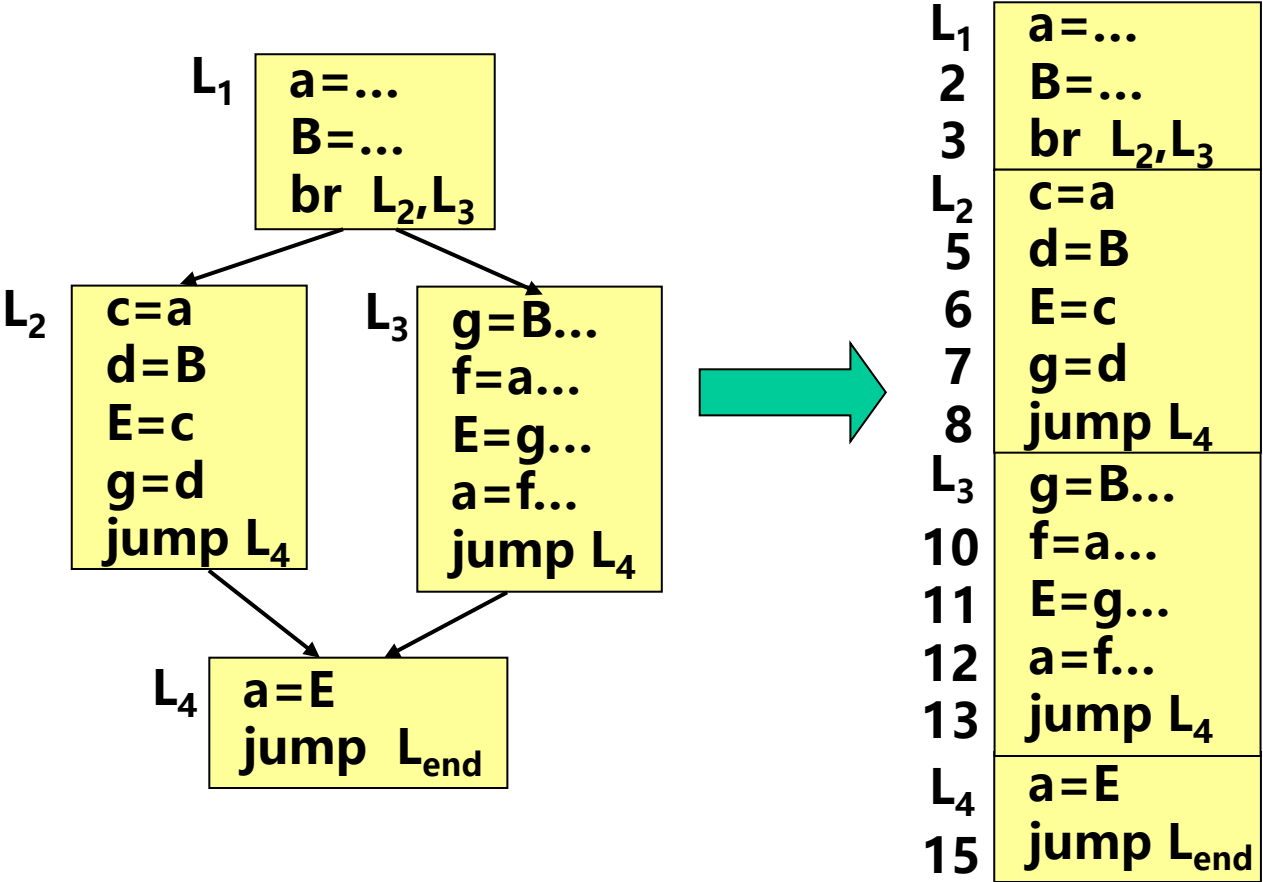 L₁
a=...
B=...
br L₂,L₃
L₂
c=a
d=B
E=c
g=d
jump L₄
L₃
g=B...
f=a...
E=g...
a=f...
jump L₄
L₄
a=E
jump Lend
L₁ a=...
2 B=...
3 br L₂,L₃
L₂ c=a
5 d=B
6 E=c
7 g=d
8 jump L₄
L₃ g=B...
10 f=a...
11 E=g...
12 a=f...
13 jump L₄
L₄ a=E
15 jump Lend